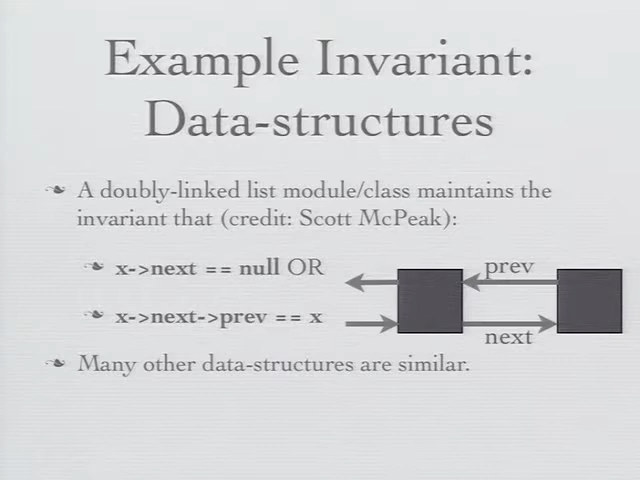 Example Invariant:
Data-structures
A doubly-linked list module/class maintains the
invariant that (credit: Scott McPeak):
x->next == null OR
x->next->prev == x
prev
next
Many other data-structures are similar.